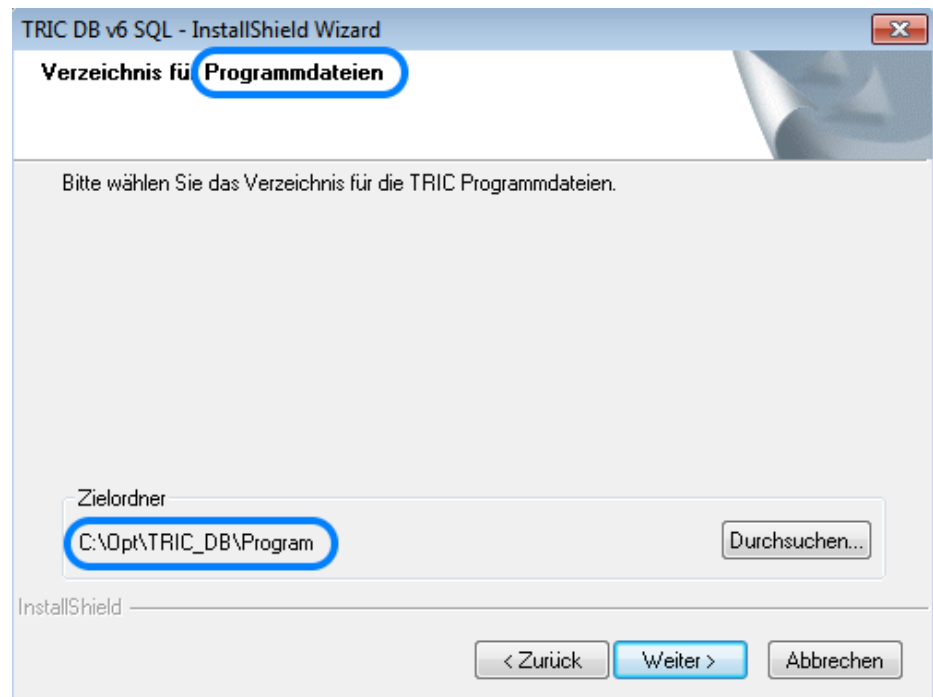 TRIC DB v6 SQL - InstallShield Wizard
Verzeichnis fü Programmdateien
Bitte wählen Sie das Verzeichnis für die TRIC Programmdateien.
Zielordner
C:\Opt\TRIC_DB\Program
Durchsuchen...
InstallShield
< Zurück Weiter > Abbrechen